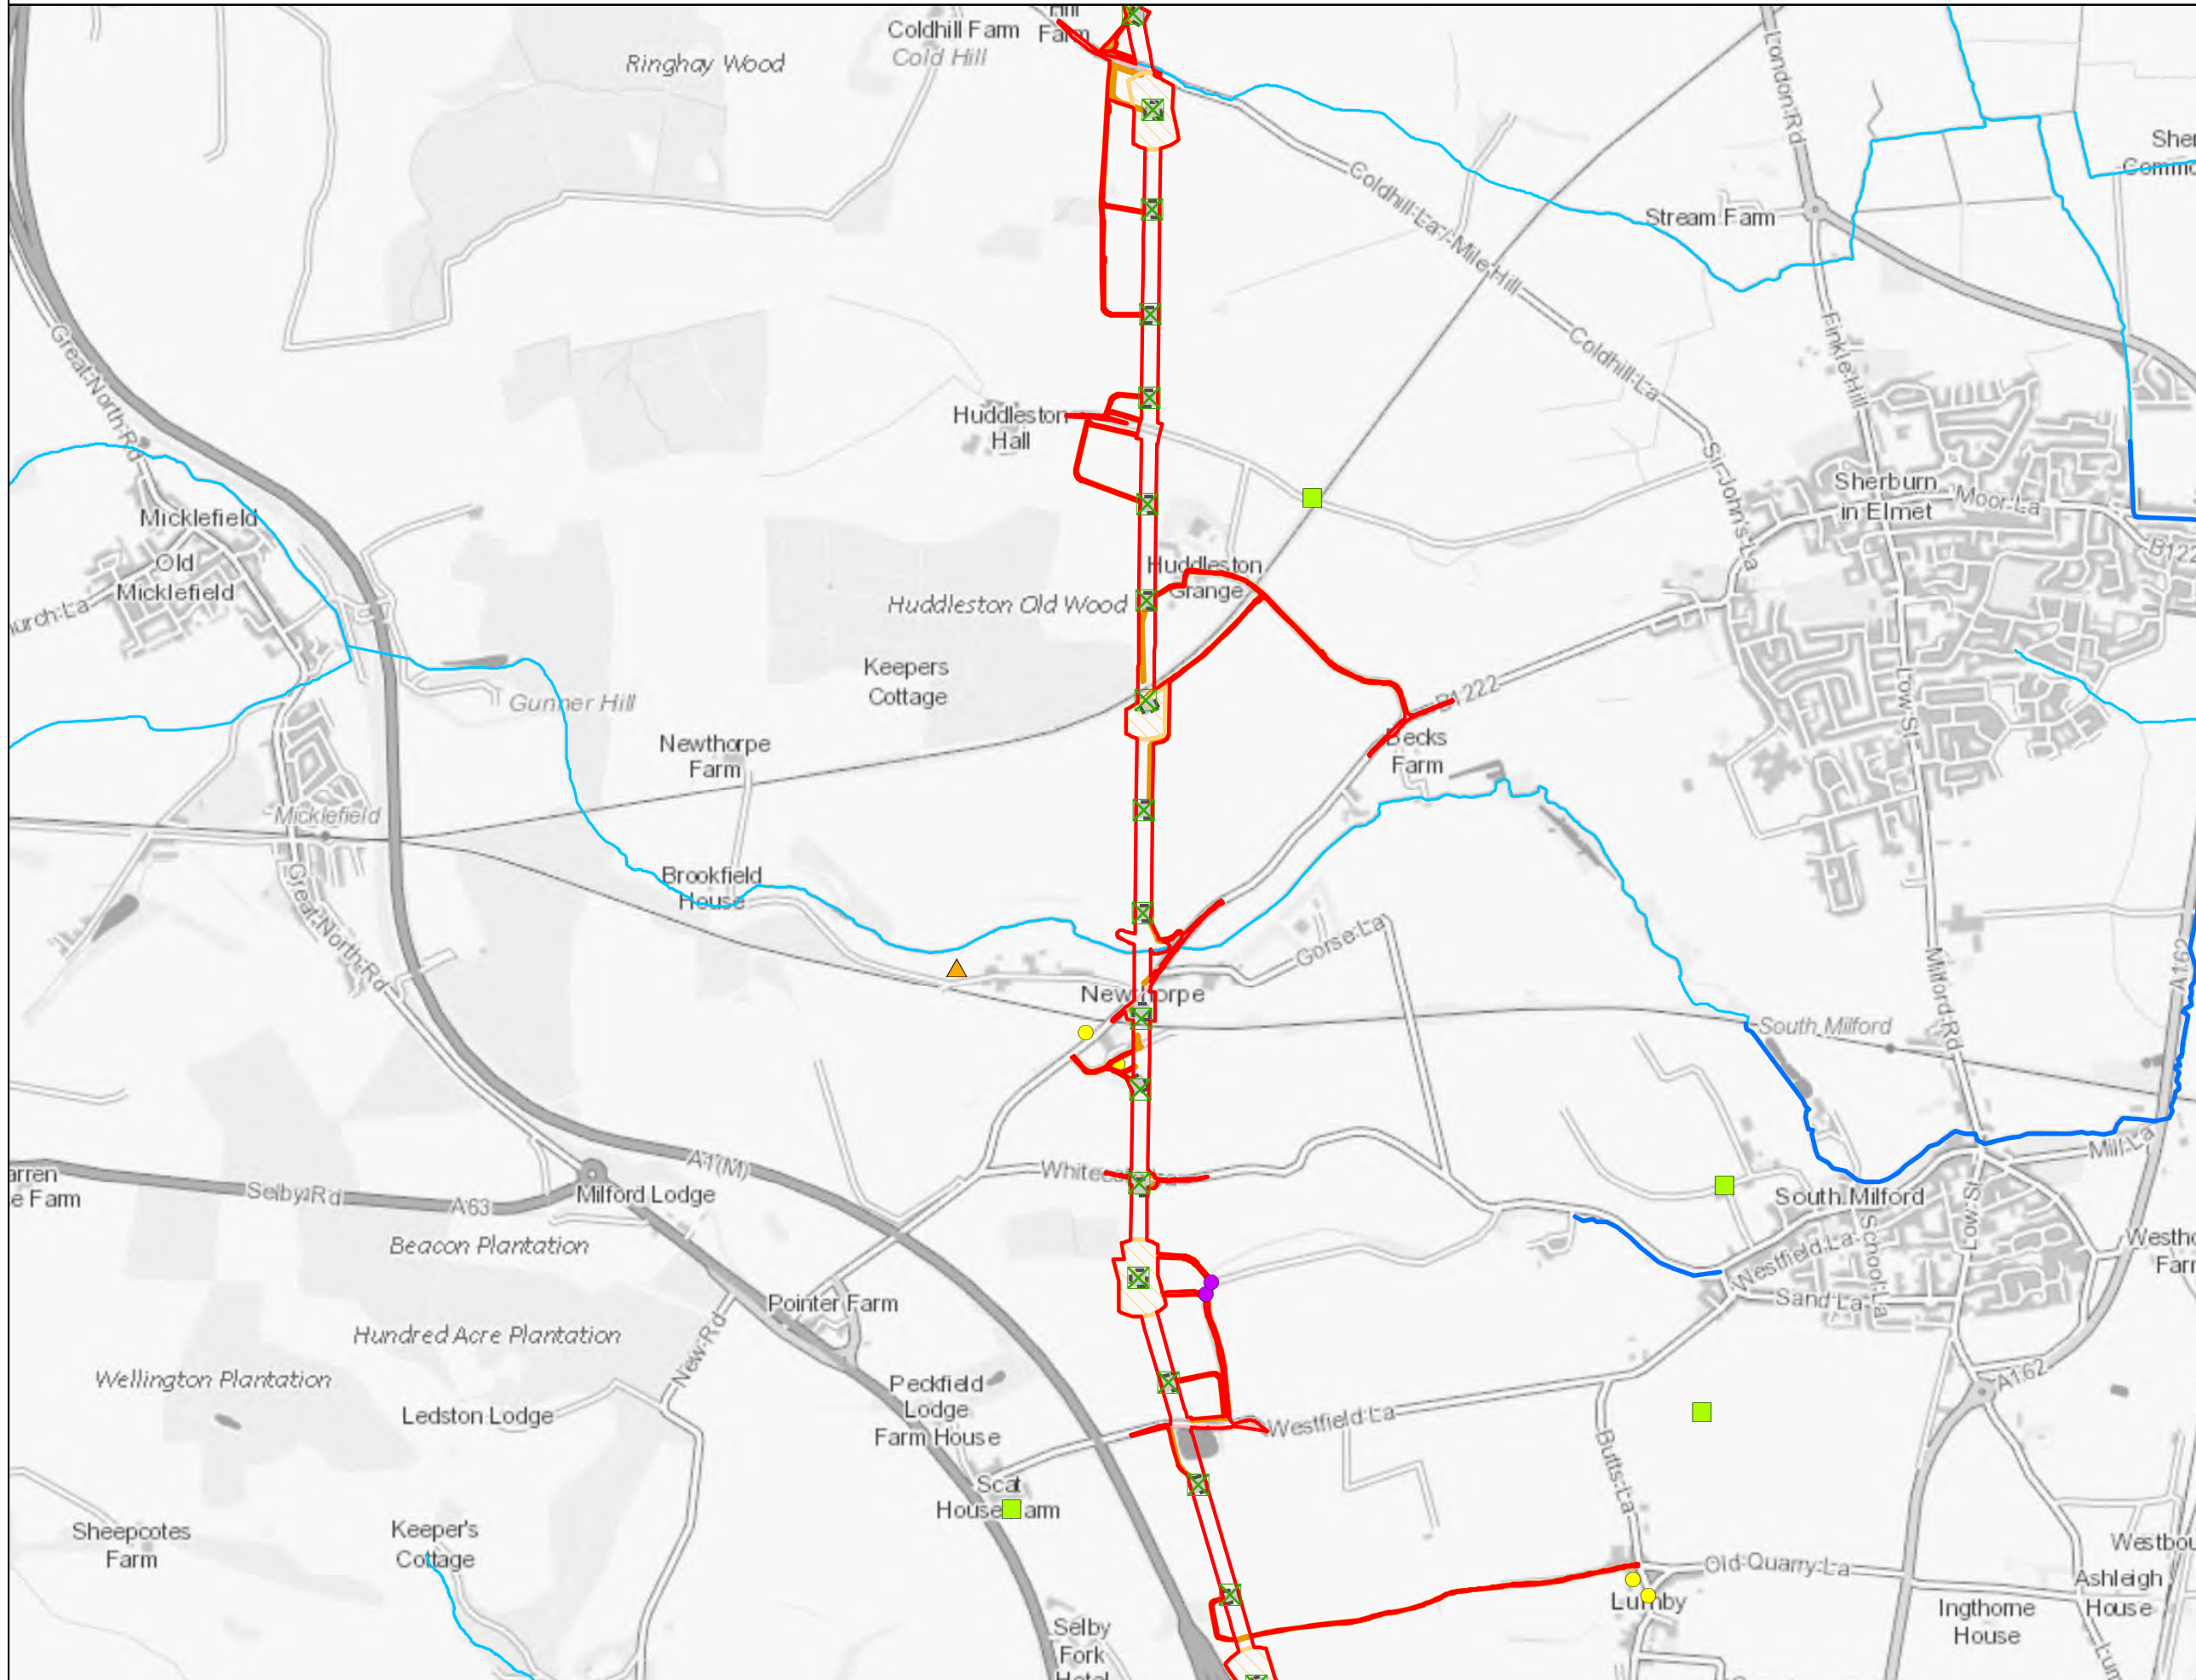 Hill
Coldhill Farm
Farm
Cold Hill
Ringhay Wood
London Rd
Coldhill La / Mile Hill
Stream Farm
Great North Rd
Finkle Hill
Coldhill La
Huddleston
Hall
Sir John's La
Sherburn
in Elmet
Moor La
Micklefield
Old
Micklefield
Huddleston
Grange
Huddleston Old Wood
Keepers
Cottage
Gunner Hill
B1222
Low St
Becks
Farm
Newthorpe
Farm
Micklefield
Brookfield
House
Great North Rd
Gorse La
Milford Rd
A162
Newthorpe
South Milford
A1(M)
Mill La
Selby Rd
A63
Milford Lodge
South Milford
Low St
School La
Westfield La
Sand La
Beacon Plantation
Pointer Farm
Hundred Acre Plantation
New Rd
Wellington Plantation
Peckfield
Lodge
Farm House
A162
Ledston Lodge
Westfield La
Butts La
Scat
House Farm
Sheepcotes
Farm
Keeper's
Cottage
Old Quarry La
Lumby
Ashleigh
House
Ingthorne
House
Selby
Fork
Hotel